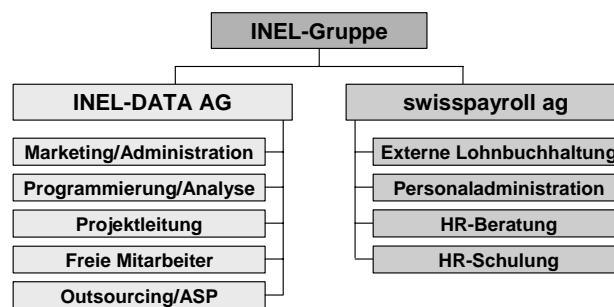 INEL-Gruppe
INEL-DATA AG
Marketing/Administration
Programmierung/Analyse
Projektleitung
Freie Mitarbeiter
Outsourcing/ASP
swisspayroll ag
Externe Lohnbuchhaltung
Personaladministration
HR-Beratung
HR-Schulung